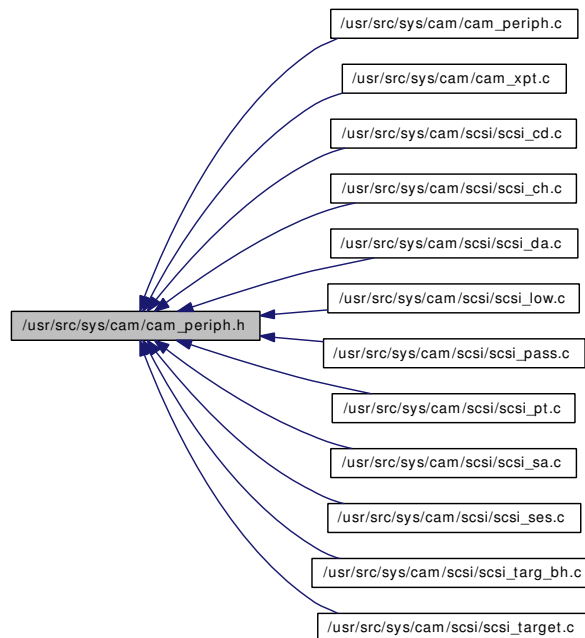 /usr/src/sys/cam/cam_periph.c
/usr/src/sys/cam/cam_xpt.c
/usr/src/sys/cam/scsi/scsi_cd.c
/usr/src/sys/cam/scsi/scsi_ch.c
/usr/src/sys/cam/scsi/scsi_da.c
/usr/src/sys/cam/scsi/scsi_low.c
/usr/src/sys/cam/cam_periph.h
/usr/src/sys/cam/scsi/scsi_pass.c
/usr/src/sys/cam/scsi/scsi_pt.c
/usr/src/sys/cam/scsi/scsi_sa.c
/usr/src/sys/cam/scsi/scsi_ses.c
/usr/src/sys/cam/scsi/scsi_targ_bh.c
/usr/src/sys/cam/scsi/scsi_target.c